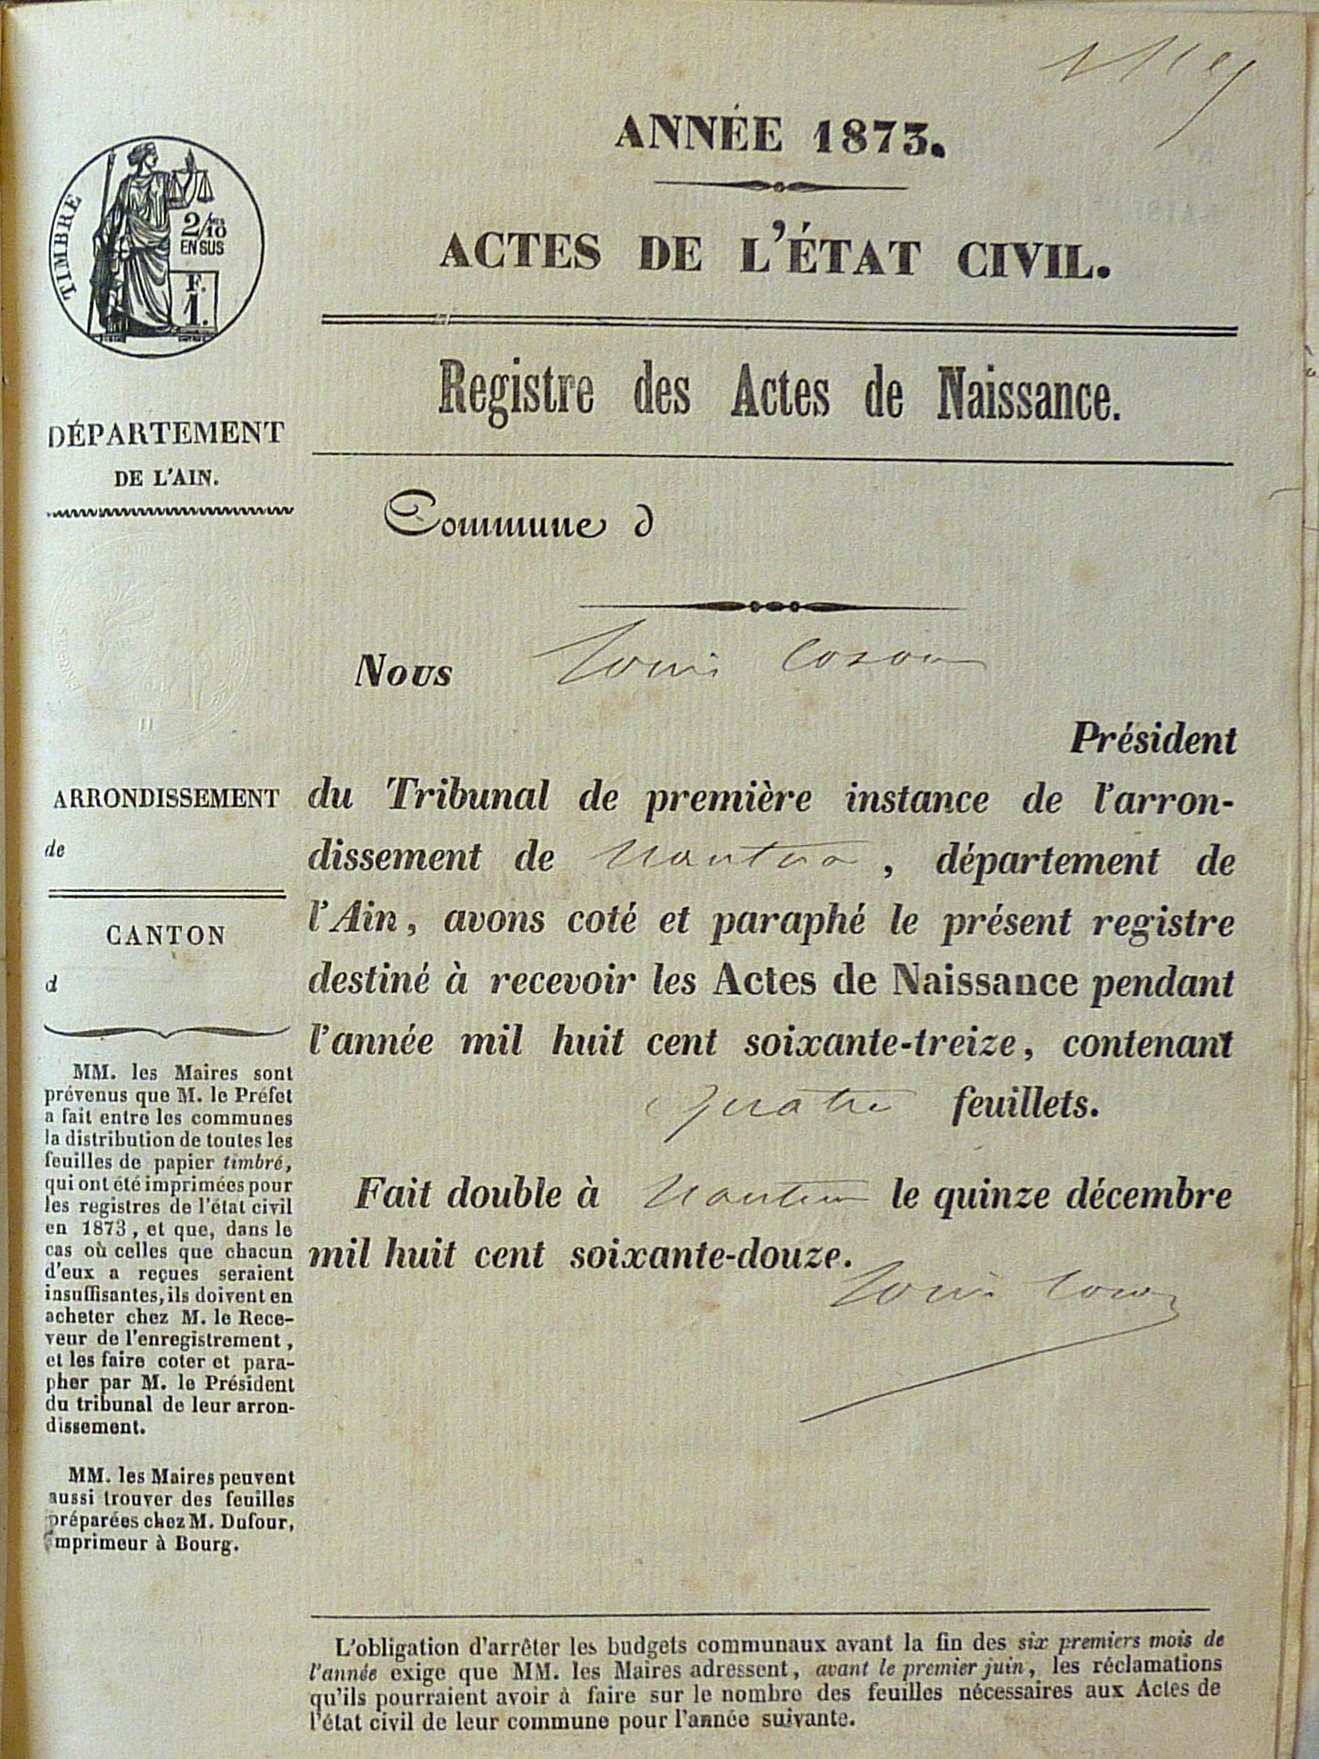 ANNÉE 1873.
ACTES DE L'ÉTAT CIVIL.
Registre des Actes de Naissance.
TIMBRE
2/10
EN SUS
F.
1.
DÉPARTEMENT
DE L'AIN.
Commune d
Nous Louis
Président
du Tribunal de première instance de l'arron-
dissement de Nantua, département de
l'Ain, avons coté et paraphé le présent registre
destiné à recevoir les Actes de Naissance pendant
l'année mil huit cent soixante-treize, contenant
quatre feuillets.
Fait double à Nantua le quinze décembre
mil huit cent soixante-douze.
Louis
ARRONDISSEMENT
de
CANTON
d
MM. les Maires sont
prévenus que M. le Préfet
a fait entre les communes
la distribution de toutes les
feuilles de papier timbré,
qui ont été imprimées pour
les registres de l'état civil
en 1873, et que, dans le
cas où celles que chacun
d'eux a reçues seraient
insuffisantes, ils doivent en
acheter chez M. le Rece-
veur de l'enregistrement,
et les faire coter et para-
pher par M. le Président
du tribunal de leur arron-
dissement.
MM. les Maires peuvent
aussi trouver des feuilles
préparées chez M. Dufour,
imprimeur à Bourg.
L'obligation d'arrêter les budgets communaux avant la fin des six premiers mois de
l'année exige que MM. les Maires adressent, avant le premier juin, les réclamations
qu'ils pourraient avoir à faire sur le nombre des feuilles nécessaires aux Actes de
l'état civil de leur commune pour l'année suivante.